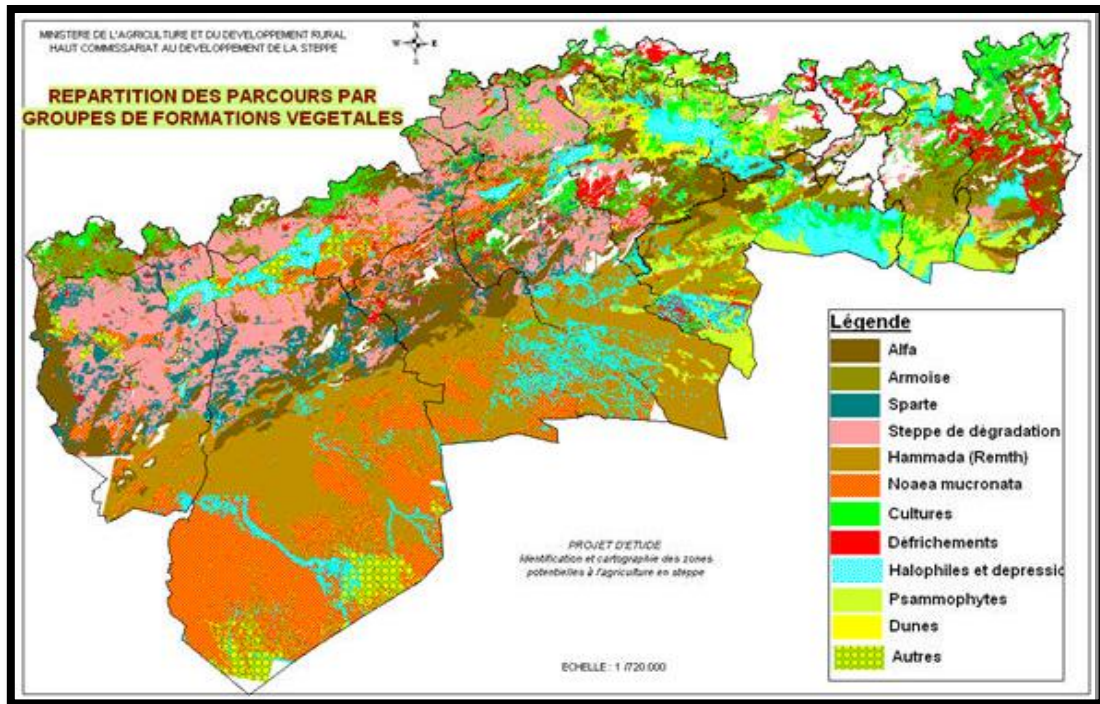 MINISTERE DE L'AGRICULTURE ET DU DEVELOPPEMENT RURAL
HAUT COMMISSARIAT AU DEVELOPPEMENT DE LA STEPPE
N
W E
S
REPARTITION DES PARCOURS PAR
GROUPES DE FORMATIONS VEGETALES
Légende
Alfa
Armoise
Sparte
Steppe de dégradation
Hammada (Remth)
Noaea mucronata
Cultures
Défrichements
Halophiles et depressio
Psammophytes
Dunes
Autres
PROJET D'ETUDE
Identification et cartographie des zones
potentielles à l'agriculture en steppe
ECHELLE : 1 /720.000